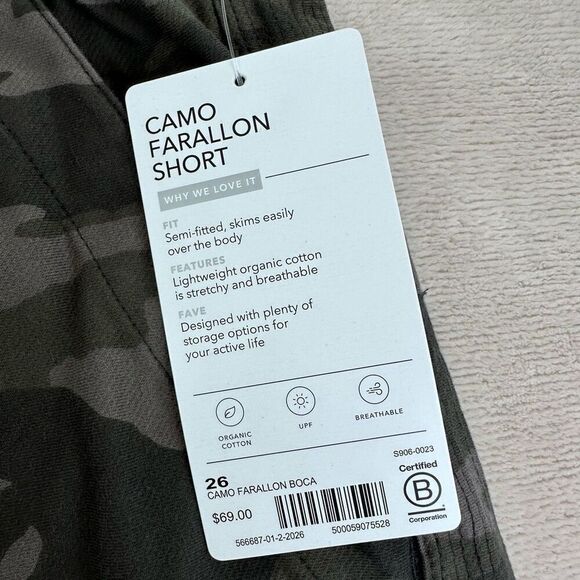 CAMO
FARALLON
SHORT
WHY WE LOVE IT
FIT
Semi-fitted, skims easily
over the body
FEATURES
Lightweight organic cotton
is stretchy and breathable
FAVE
Designed with plenty of
storage options for
your active life
ORGANIC
COTTON
UPF
BREATHABLE
S906-0023
26
CAMO FARALLON BOCA
$69.00
566687-01-2-2026
500059075528
Certified
B
Corporation